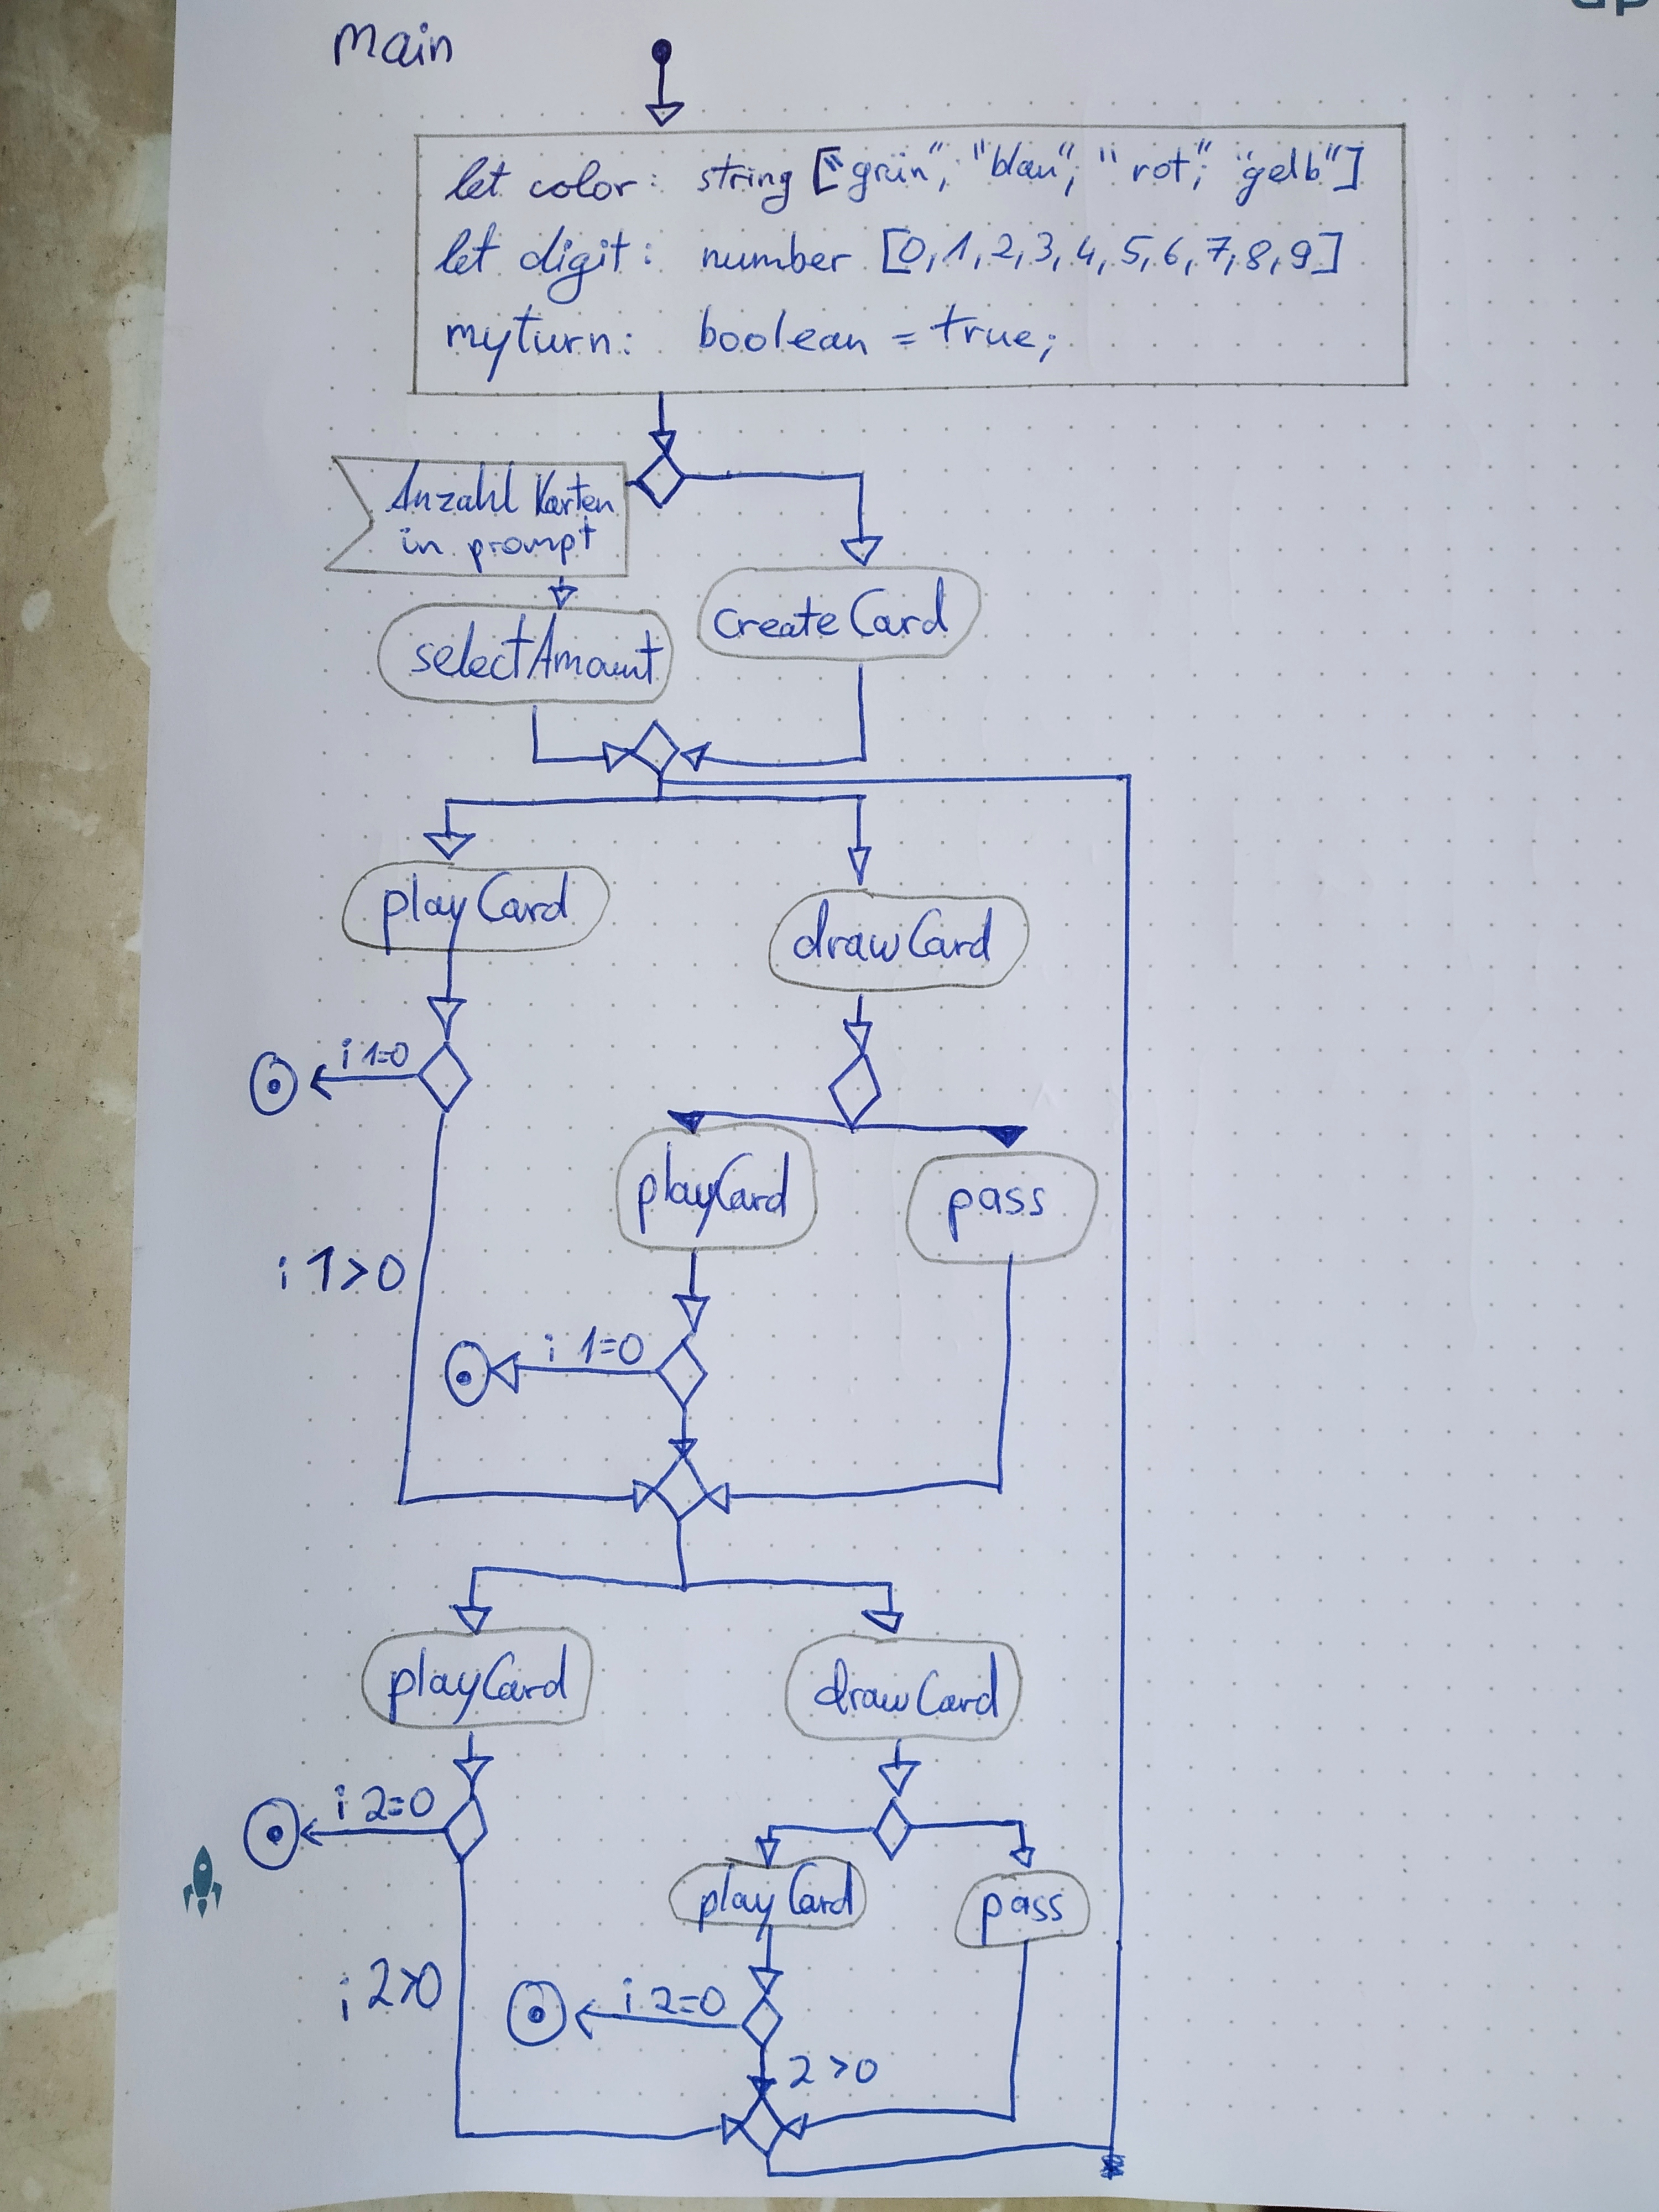 main
let color: string ["grün", "blau", "rot", "gelb"]
let digit: number [0,1,2,3,4,5,6,7,8,9]
myturn: boolean = true;
Anzahl Karten
in prompt
createCard
selectAmount
playCard
drawCard
i 1=0
playCard
pass
i 1>0
i 1=0
playCard
drawCard
i 2=0
playCard
pass
i 2>0
i 2=0
2>0